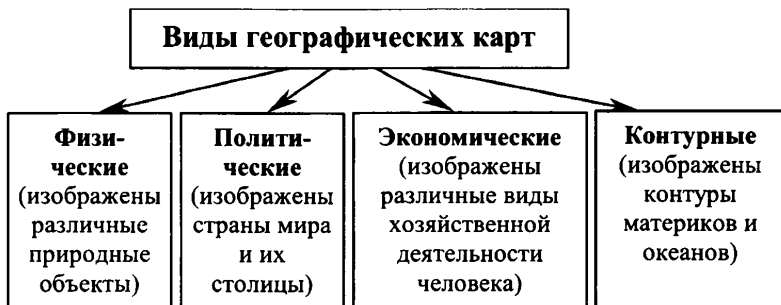 Виды географических карт
Физи-
ческие
(изображены
различные
природные
объекты)
Полити-
ческие
(изображены
страны мира
и их
столицы)
Экономические
(изображены
различные виды
хозяйственной
деятельности
человека)
Контурные
(изображены
контуры
материков и
океанов)